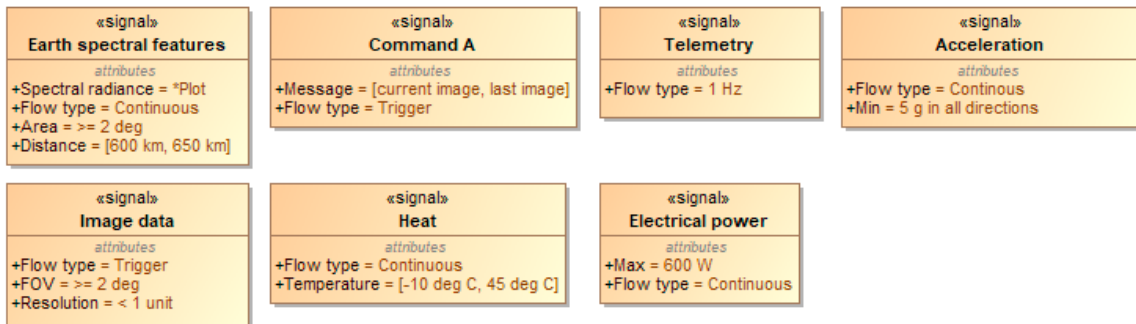 «signal»
Earth spectral features
attributes
+Spectral radiance = *Plot
+Flow type = Continuous
+Area = >= 2 deg
+Distance = [600 km, 650 km]
«signal»
Command A
attributes
+Message = [current image, last image]
+Flow type = Trigger
«signal»
Telemetry
attributes
+Flow type = 1 Hz
«signal»
Acceleration
attributes
+Flow type = Continous
+Min = 5 g in all directions
«signal»
Image data
attributes
+Flow type = Trigger
+FOV = >= 2 deg
+Resolution = < 1 unit
«signal»
Heat
attributes
+Flow type = Continuous
+Temperature = [-10 deg C, 45 deg C]
«signal»
Electrical power
attributes
+Max = 600 W
+Flow type = Continuous